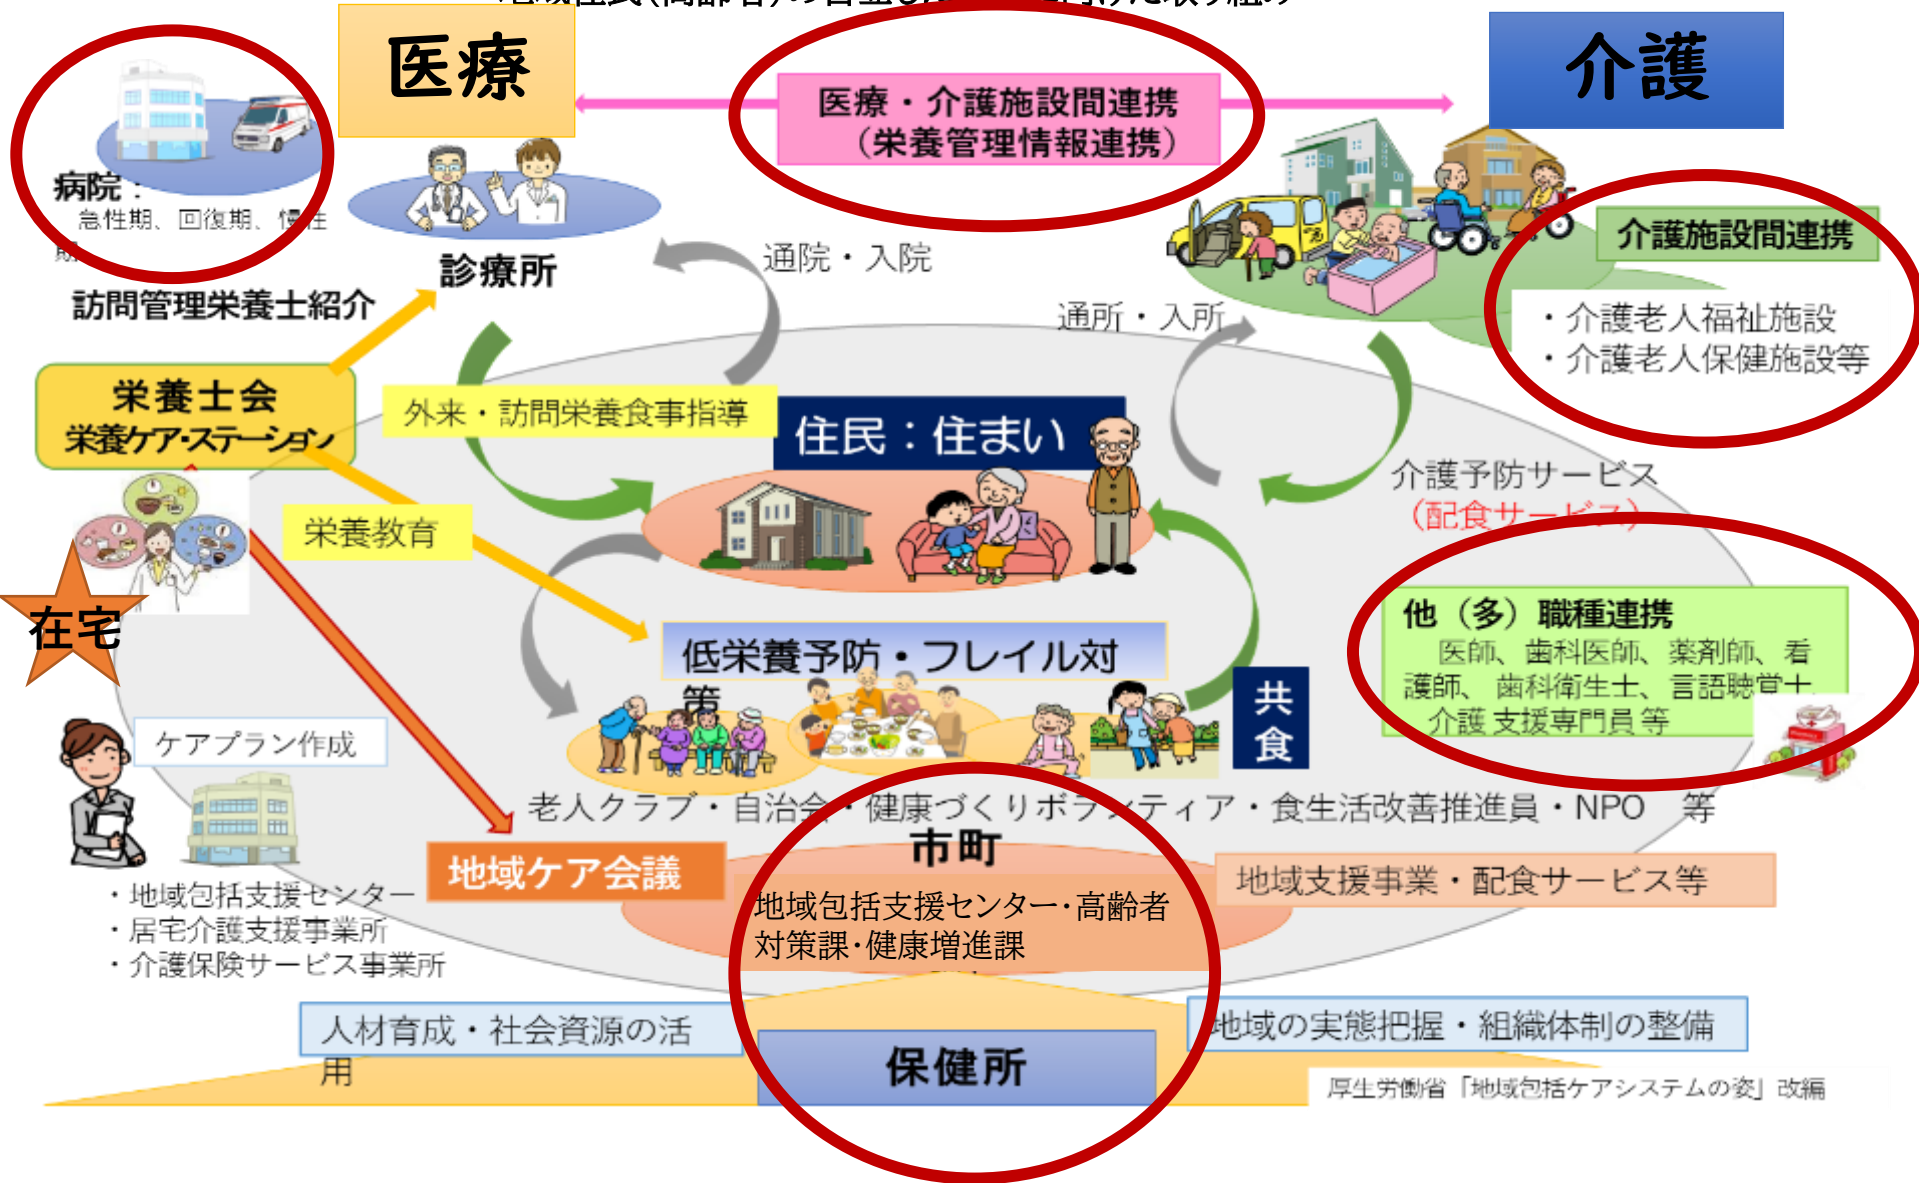 医療
介護
医療・介護施設間連携
（栄養管理情報連携）
病院：
急性期、回復期、慢性
期
診療所
訪問管理栄養士紹介
通院・入院
通所・入所
介護施設間連携
・介護老人福祉施設
・介護老人保健施設等
栄養士会
栄養ケア・ステーション
外来・訪問栄養食事指導
住民：住まい
介護予防サービス
（配食サービス）
栄養教育
在宅
低栄養予防・フレイル対
策
共
食
他（多）職種連携
医師、歯科医師、薬剤師、看
護師、 歯科衛生士、言語聴覚士
介護 支援専門員 等
ケアプラン作成
老人クラブ・自治会・健康づくりボランティア・食生活改善推進員・NPO　等
市町
地域ケア会議
地域包括支援センター・高齢者
対策課・健康増進課
地域支援事業・配食サービス等
・地域包括支援センター
・居宅介護支援事業所
・介護保険サービス事業所
人材育成・社会資源の活
用
保健所
地域の実態把握・組織体制の整備
厚生労働省「地域包括ケアシステムの姿」改編